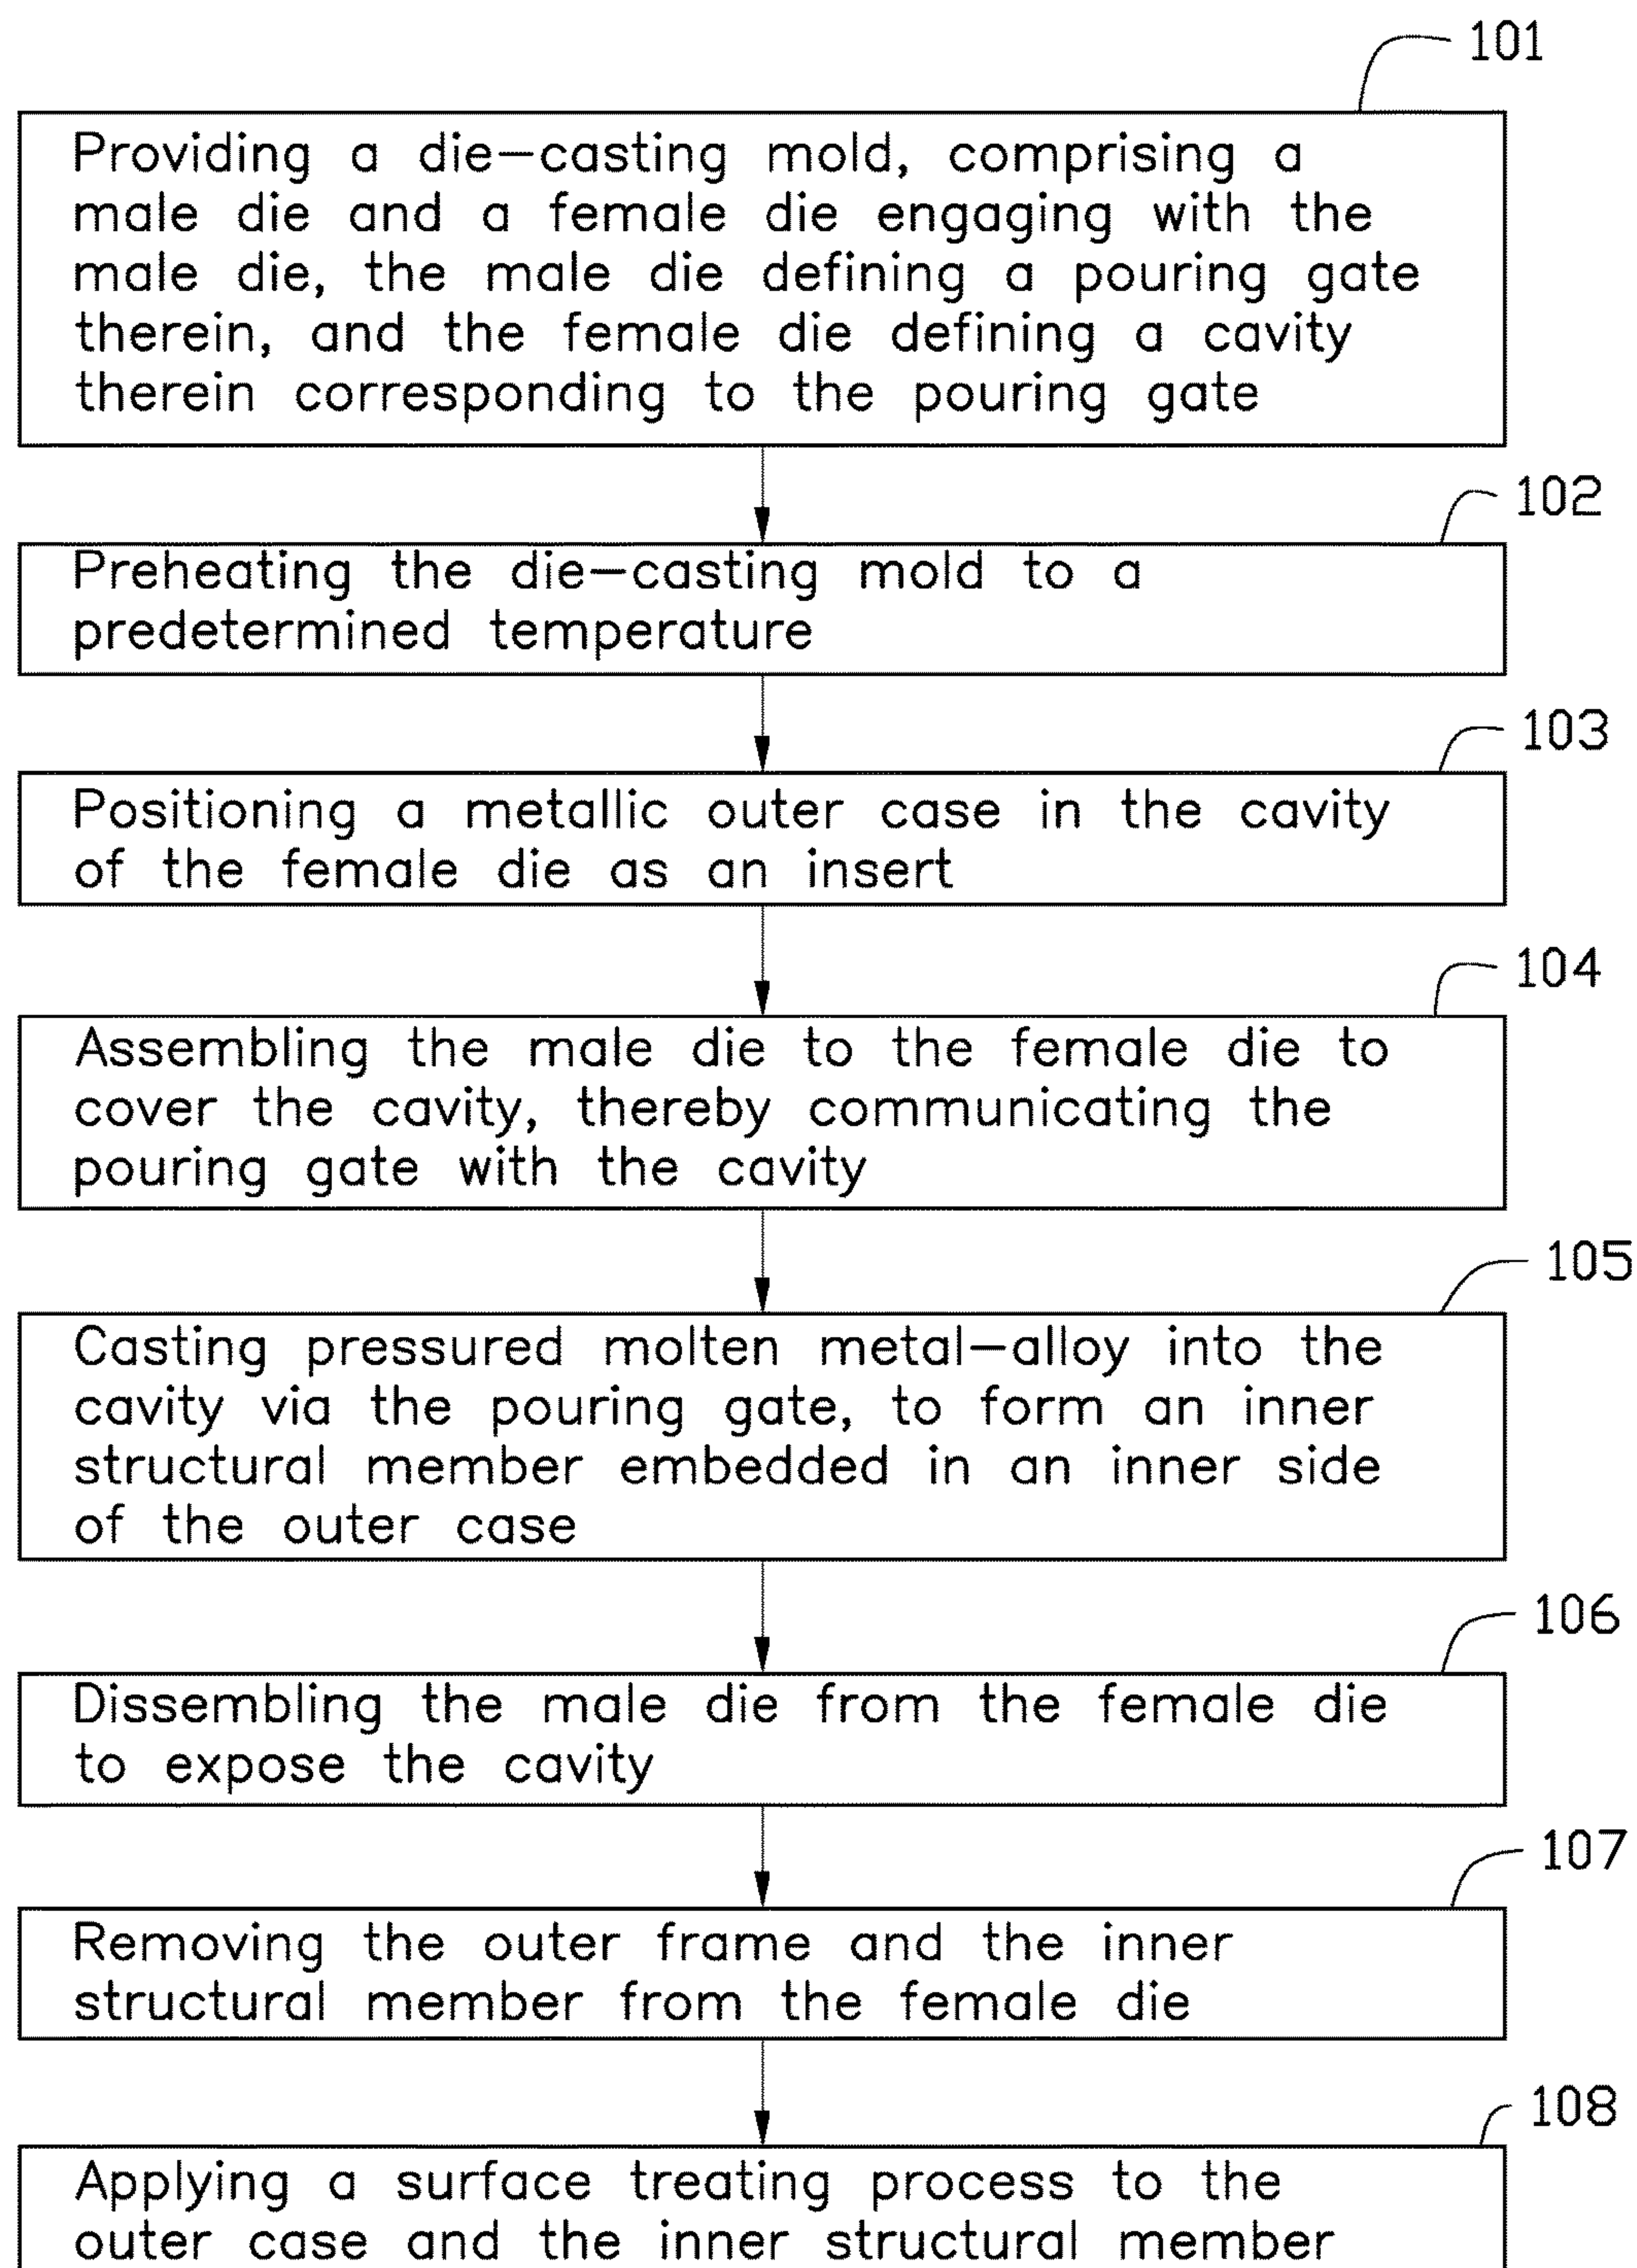 101
Providing a die-casting mold, comprising a
male die and a female die engaging with the
male die, the male die defining a pouring gate
therein, and the female die defining a cavity
therein corresponding to the pouring gate
102
Preheating the die-casting mold to a
predetermined temperature
103
Positioning a metallic outer case in the cavity
of the female die as an insert
104
Assembling the male die to the female die to
cover the cavity, thereby communicating the
pouring gate with the cavity
105
Casting pressured molten metal-alloy into the
cavity via the pouring gate, to form an inner
structural member embedded in an inner side
of the outer case
106
Dissembling the male die from the female die
to expose the cavity
107
Removing the outer frame and the inner
structural member from the female die
108
Applying a surface treating process to the
outer case and the inner structural member